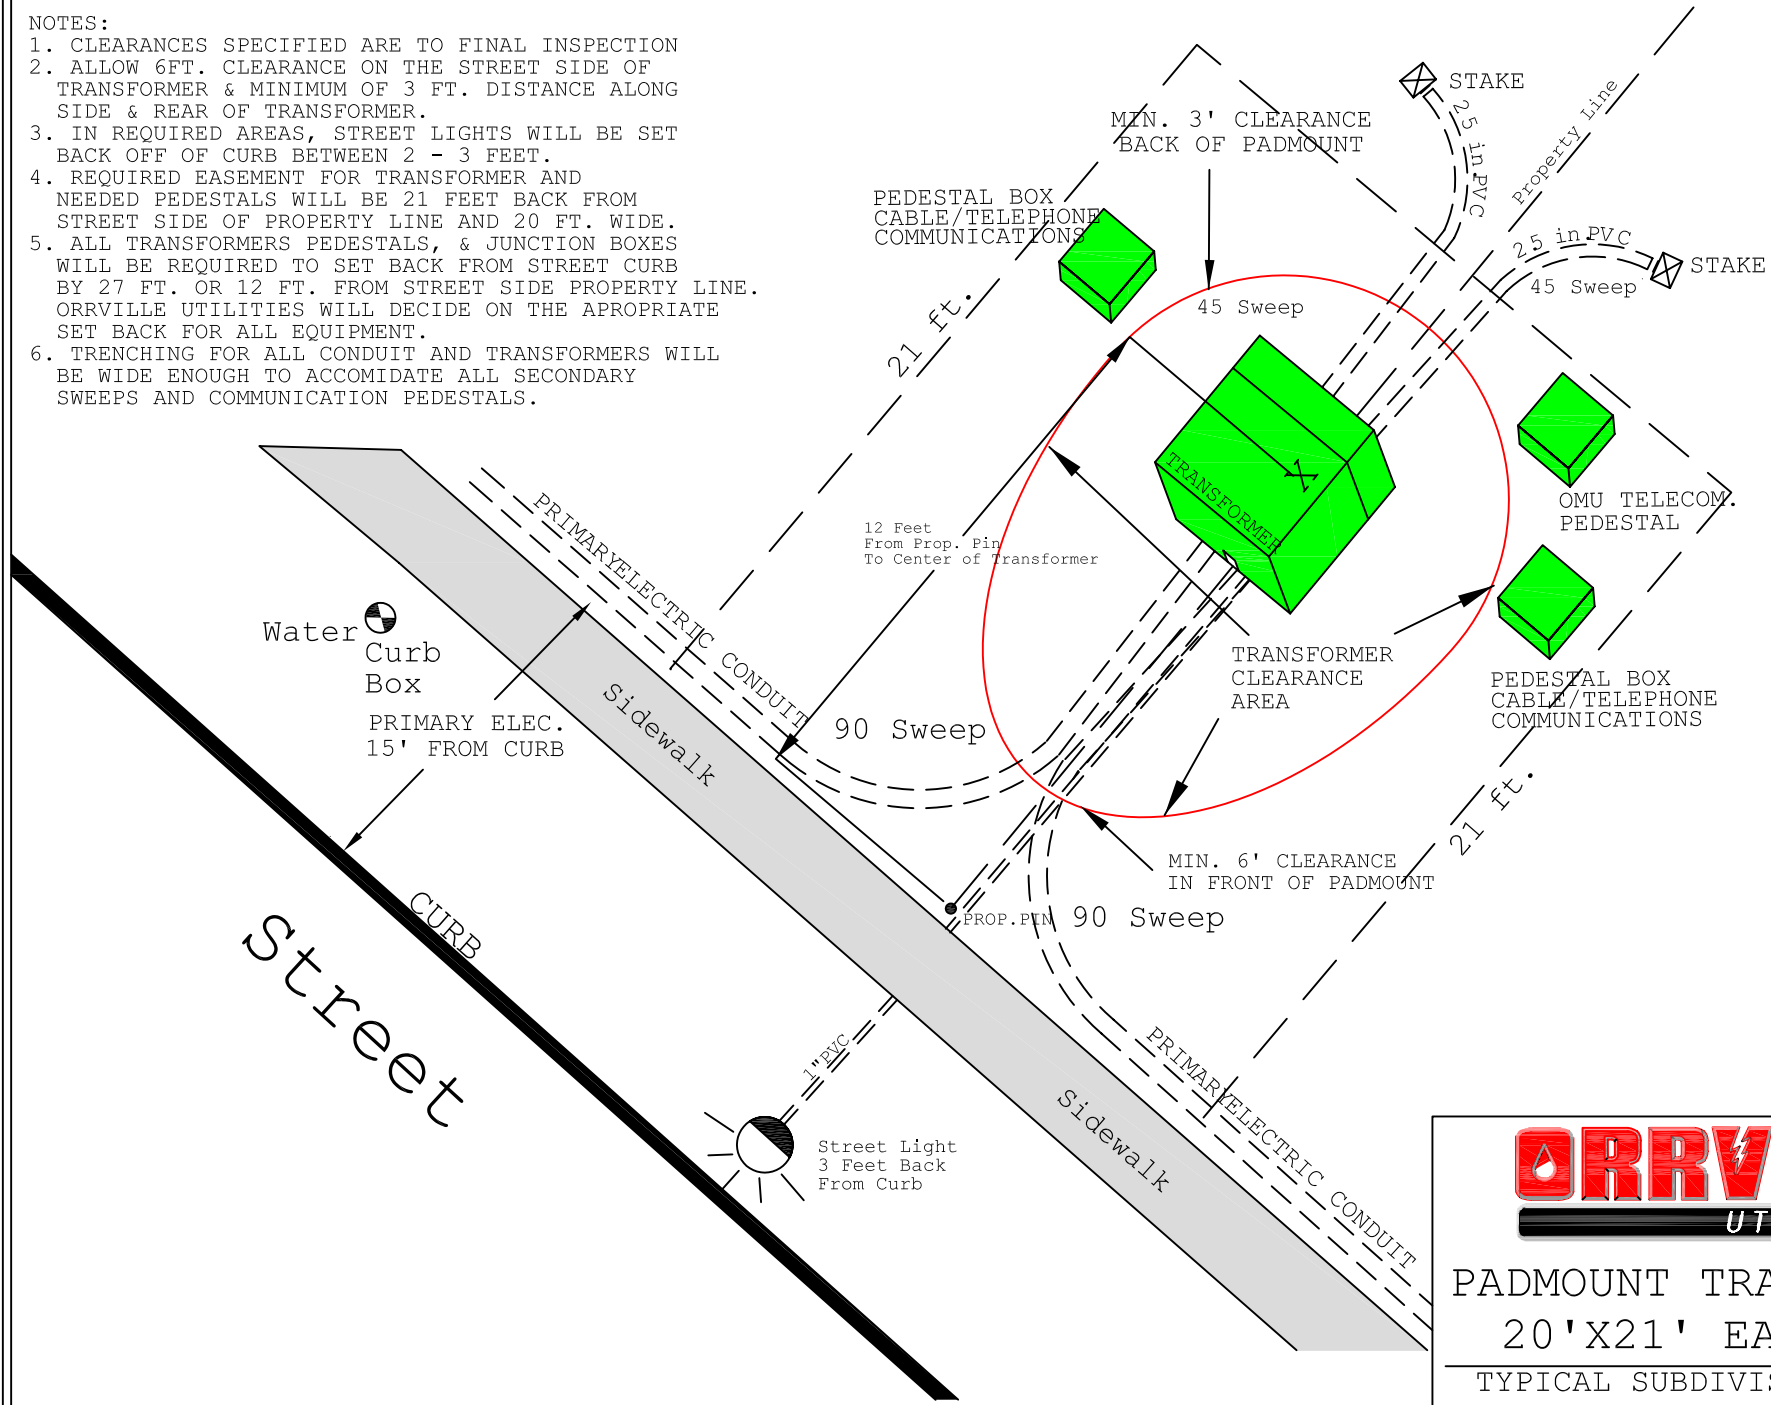 NOTES:
1. CLEARANCES SPECIFIED ARE TO FINAL INSPECTION
2. ALLOW 6FT. CLEARANCE ON THE STREET SIDE OF
TRANSFORMER & MINIMUM OF 3 FT. DISTANCE ALONG
SIDE & REAR OF TRANSFORMER.
3. IN REQUIRED AREAS, STREET LIGHTS WILL BE SET
BACK OFF OF CURB BETWEEN 2 - 3 FEET.
4. REQUIRED EASEMENT FOR TRANSFORMER AND
NEEDED PEDESTALS WILL BE 21 FEET BACK FROM
STREET SIDE OF PROPERTY LINE AND 20 FT. WIDE.
5. ALL TRANSFORMERS PEDESTALS, & JUNCTION BOXES
WILL BE REQUIRED TO SET BACK FROM STREET CURB
BY 27 FT. OR 12 FT. FROM STREET SIDE PROPERTY LINE.
ORRVILLE UTILITIES WILL DECIDE ON THE APROPRIATE
SET BACK FOR ALL EQUIPMENT.
6. TRENCHING FOR ALL CONDUIT AND TRANSFORMERS WILL
BE WIDE ENOUGH TO ACCOMIDATE ALL SECONDARY
SWEEPS AND COMMUNICATION PEDESTALS.
MIN. 3' CLEARANCE
BACK OF PADMOUNT
STAKE
2.5 in PVC
Property Line
PEDESTAL BOX
CABLE/TELEPHONE
COMMUNICATIONS
2.5 in PVC
STAKE
45 Sweep
45 Sweep
21 ft.
TRANSFORMER
X
OMU TELECOM.
PEDESTAL
12 Feet
From Prop. Pin
To Center of Transformer
PRIMARYELECTRIC CONDUIT
Water
Curb
Box
TRANSFORMER
CLEARANCE
AREA
PEDESTAL BOX
CABLE/TELEPHONE
COMMUNICATIONS
PRIMARY ELEC.
15' FROM CURB
Sidewalk
90 Sweep
21 ft.
MIN. 6' CLEARANCE
IN FRONT OF PADMOUNT
PROP.PIN
90 Sweep
CURB
Street
1"PVC
Street Light
3 Feet Back
From Curb
Sidewalk
PRIMARYELECTRIC CONDUIT
ORRV
UT
PADMOUNT TRA
20'X21' EA
TYPICAL SUBDIVIS